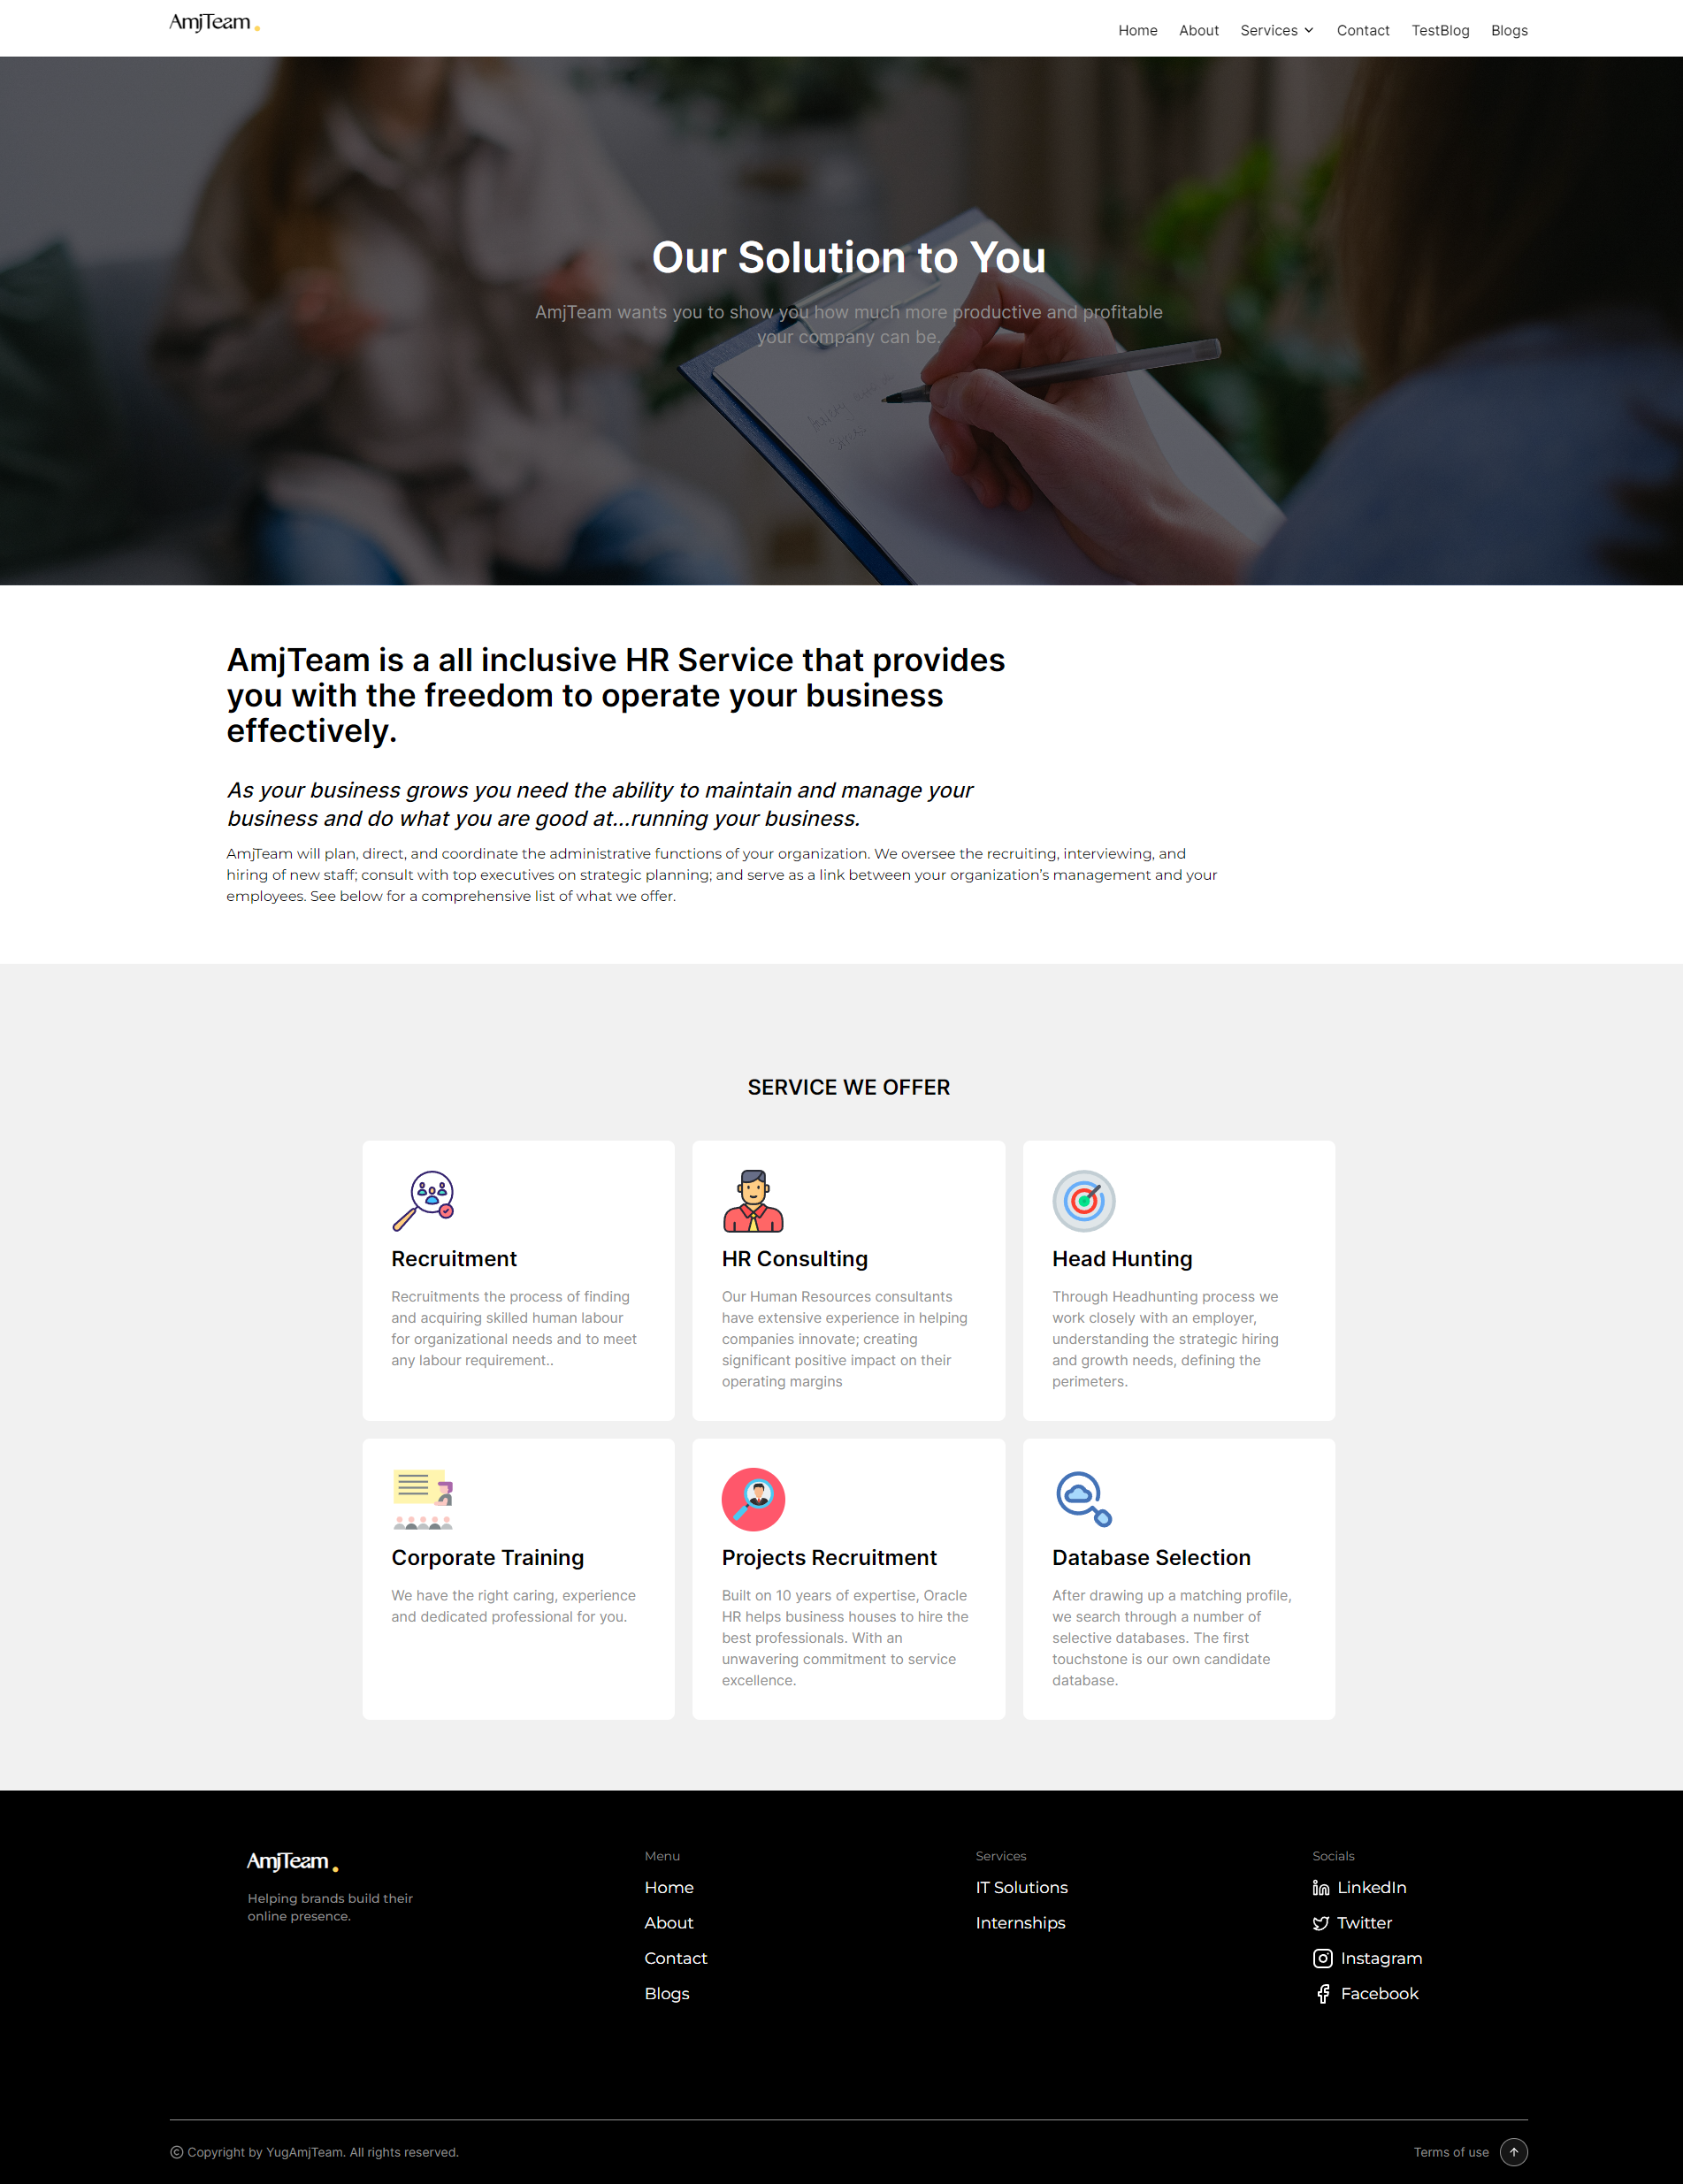 AmjTeam.
Home About Services Contact TestBlog Blogs
Our Solution to You
AmjTeam wants you to show you how much more productive and profitable
your company can be.
AmjTeam is a all inclusive HR Service that provides
you with the freedom to operate your business
effectively.
As your business grows you need the ability to maintain and manage your
business and do what you are good at...running your business.
AmjTeam will plan, direct, and coordinate the administrative functions of your organization. We oversee the recruiting, interviewing, and
hiring of new staff; consult with top executives on strategic planning; and serve as a link between your organization's management and your
employees. See below for a comprehensive list of what we offer.
SERVICE WE OFFER
Recruitment
Recruitments the process of finding
and acquiring skilled human labour
for organizational needs and to meet
any labour requirement..
HR Consulting
Our Human Resources consultants
have extensive experience in helping
companies innovate; creating
significant positive impact on their
operating margins
Head Hunting
Through Headhunting process we
work closely with an employer,
understanding the strategic hiring
and growth needs, defining the
perimeters.
Corporate Training
We have the right caring, experience
and dedicated professional for you.
Projects Recruitment
Built on 10 years of expertise, Oracle
HR helps business houses to hire the
best professionals. With an
unwavering commitment to service
excellence.
Database Selection
After drawing up a matching profile,
we search through a number of
selective databases. The first
touchstone is our own candidate
database.
AmjTeam.
Helping brands build their
online presence.
Menu
Home
About
Contact
Blogs
Services
IT Solutions
Internships
Socials
LinkedIn
Twitter
Instagram
Facebook
© Copyright by YugAmjTeam. All rights reserved.
Terms of use